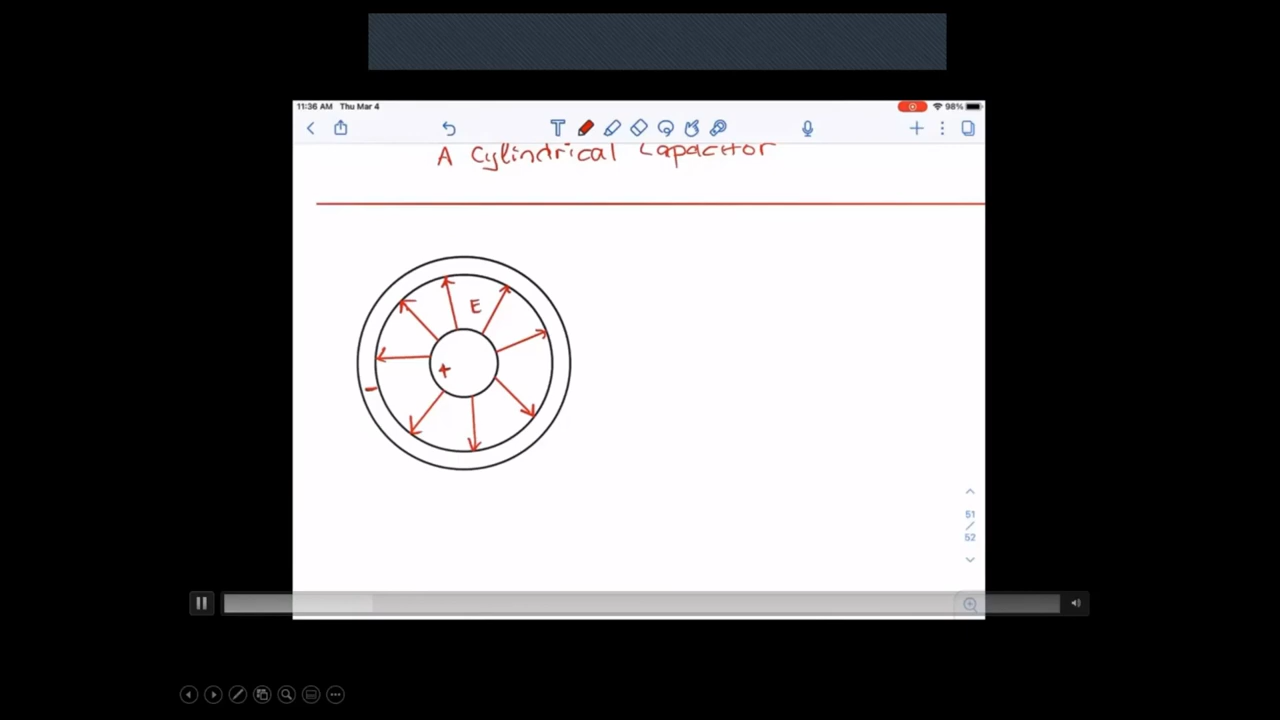 11:36 AM Thu Mar 4
98%
T
A Cylindrical Capacitor
E
+
-
51
/
52